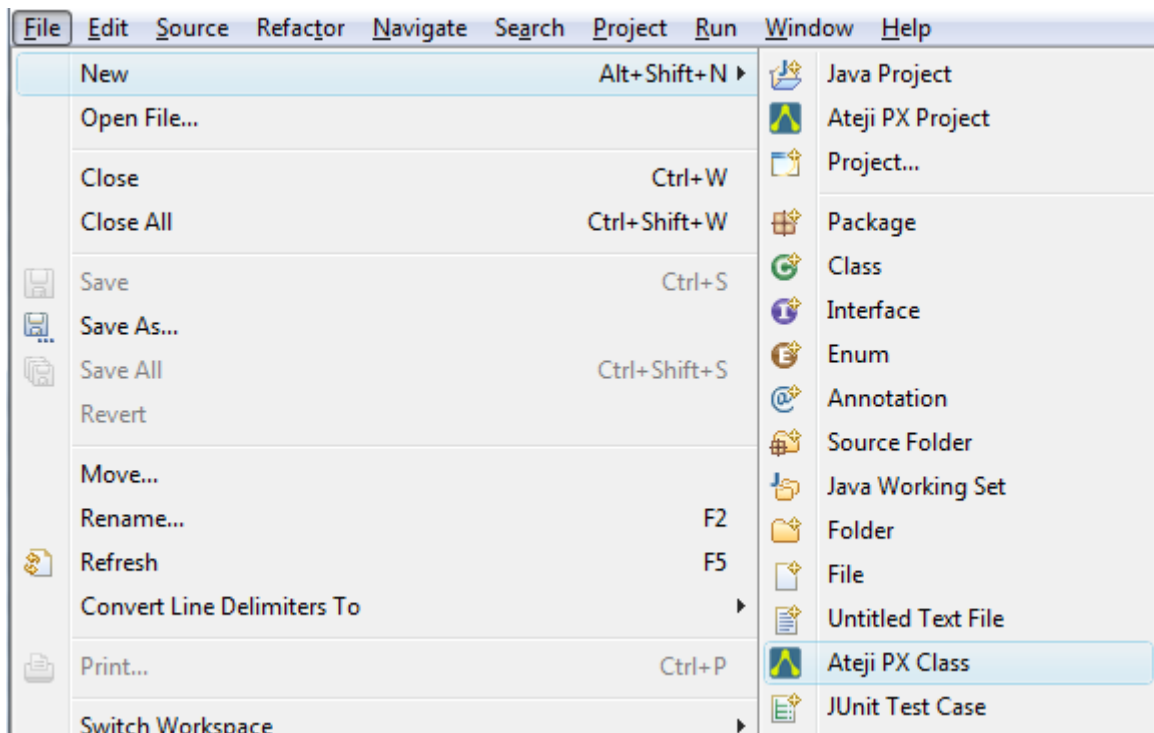 File Edit Source Refactor Navigate Search Project Run Window Help
New Alt+Shift+N
Open File...
Close Ctrl+W
Close All Ctrl+Shift+W
Save Ctrl+S
Save As...
Save All Ctrl+Shift+S
Revert
Move...
Rename... F2
Refresh F5
Convert Line Delimiters To
Print... Ctrl+P
Switch Workspace
Java Project
Ateji PX Project
Project...
Package
Class
Interface
Enum
Annotation
Source Folder
Java Working Set
Folder
File
Untitled Text File
Ateji PX Class
JUnit Test Case